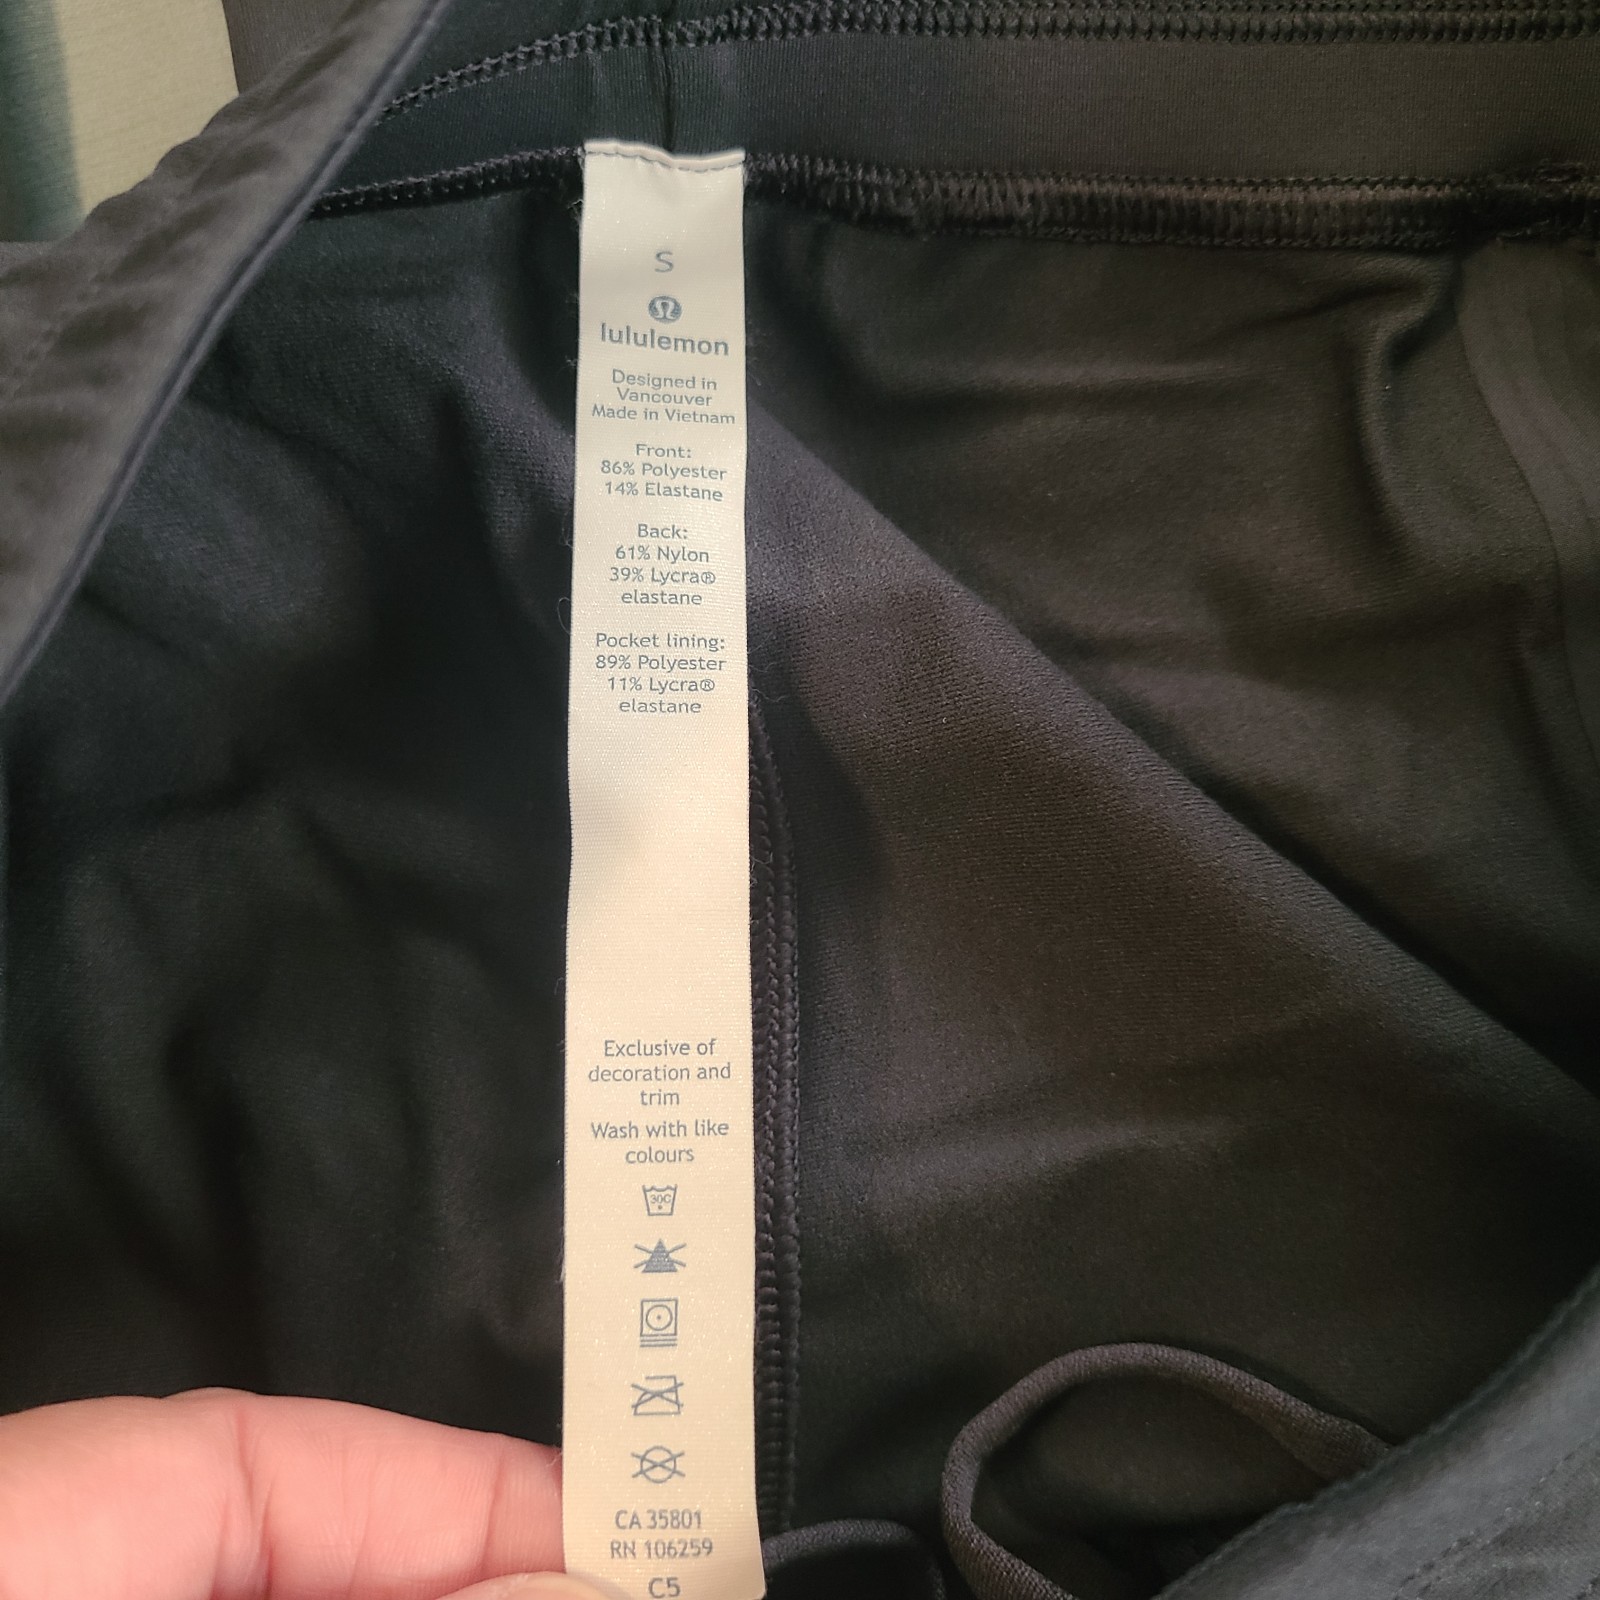 S
lululemon
Designed in
Vancouver
Made in Vietnam
Front:
86% Polyester
14% Elastane
Back:
61% Nylon
39% Lycra®
elastane
Pocket lining:
89% Polyester
11% Lycra®
elastane
Exclusive of
decoration and
trim
Wash with like
colours
30C
CA 35801
RN 106259
C5